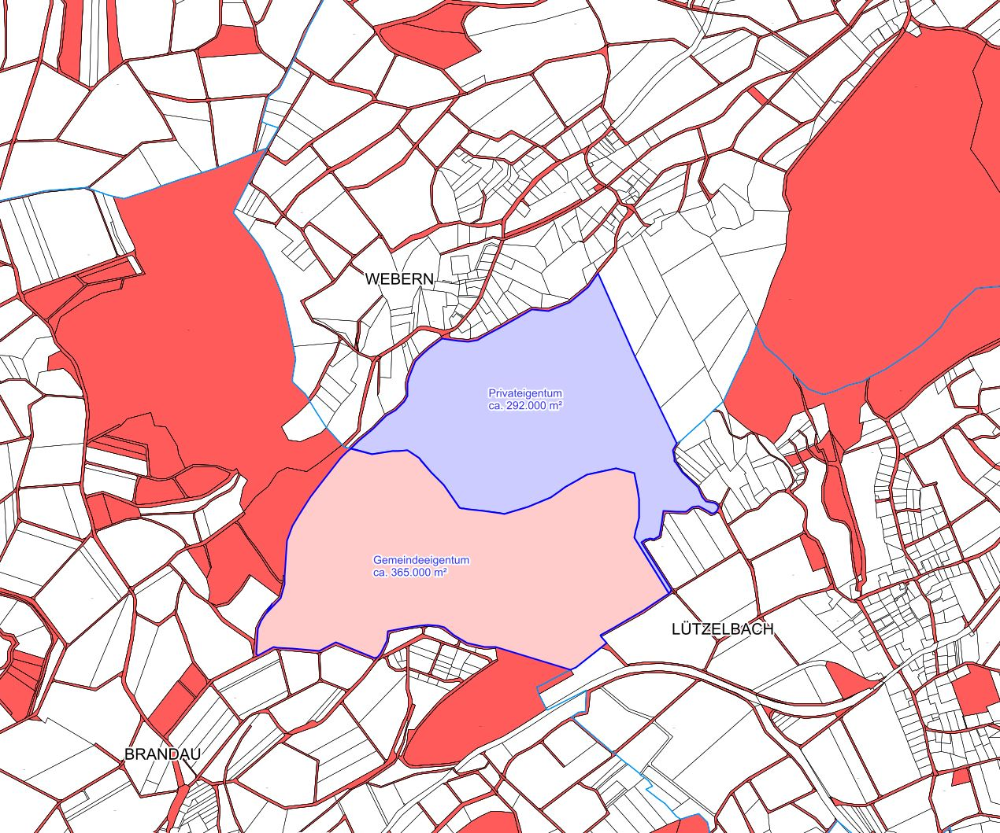 WEBERN
Privateigentum
ca. 292.000 m²
Gemeindeeigentum
ca. 365.000 m²
LÜTZELBACH
BRANDAU